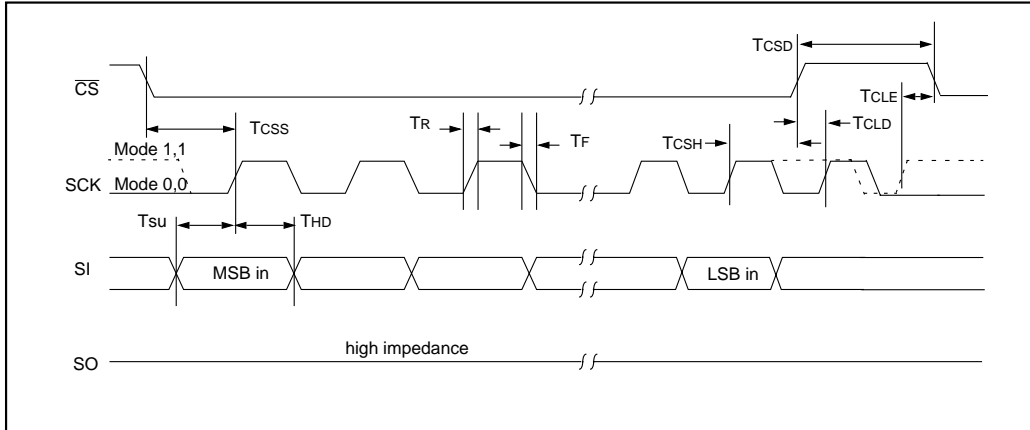 TCSD
CS
TCLE
TCSS
TR
TF
TCSH
TCLD
Mode 1,1
SCK
Mode 0,0
Tsu
THD
SI
MSB in
LSB in
high impedance
SO